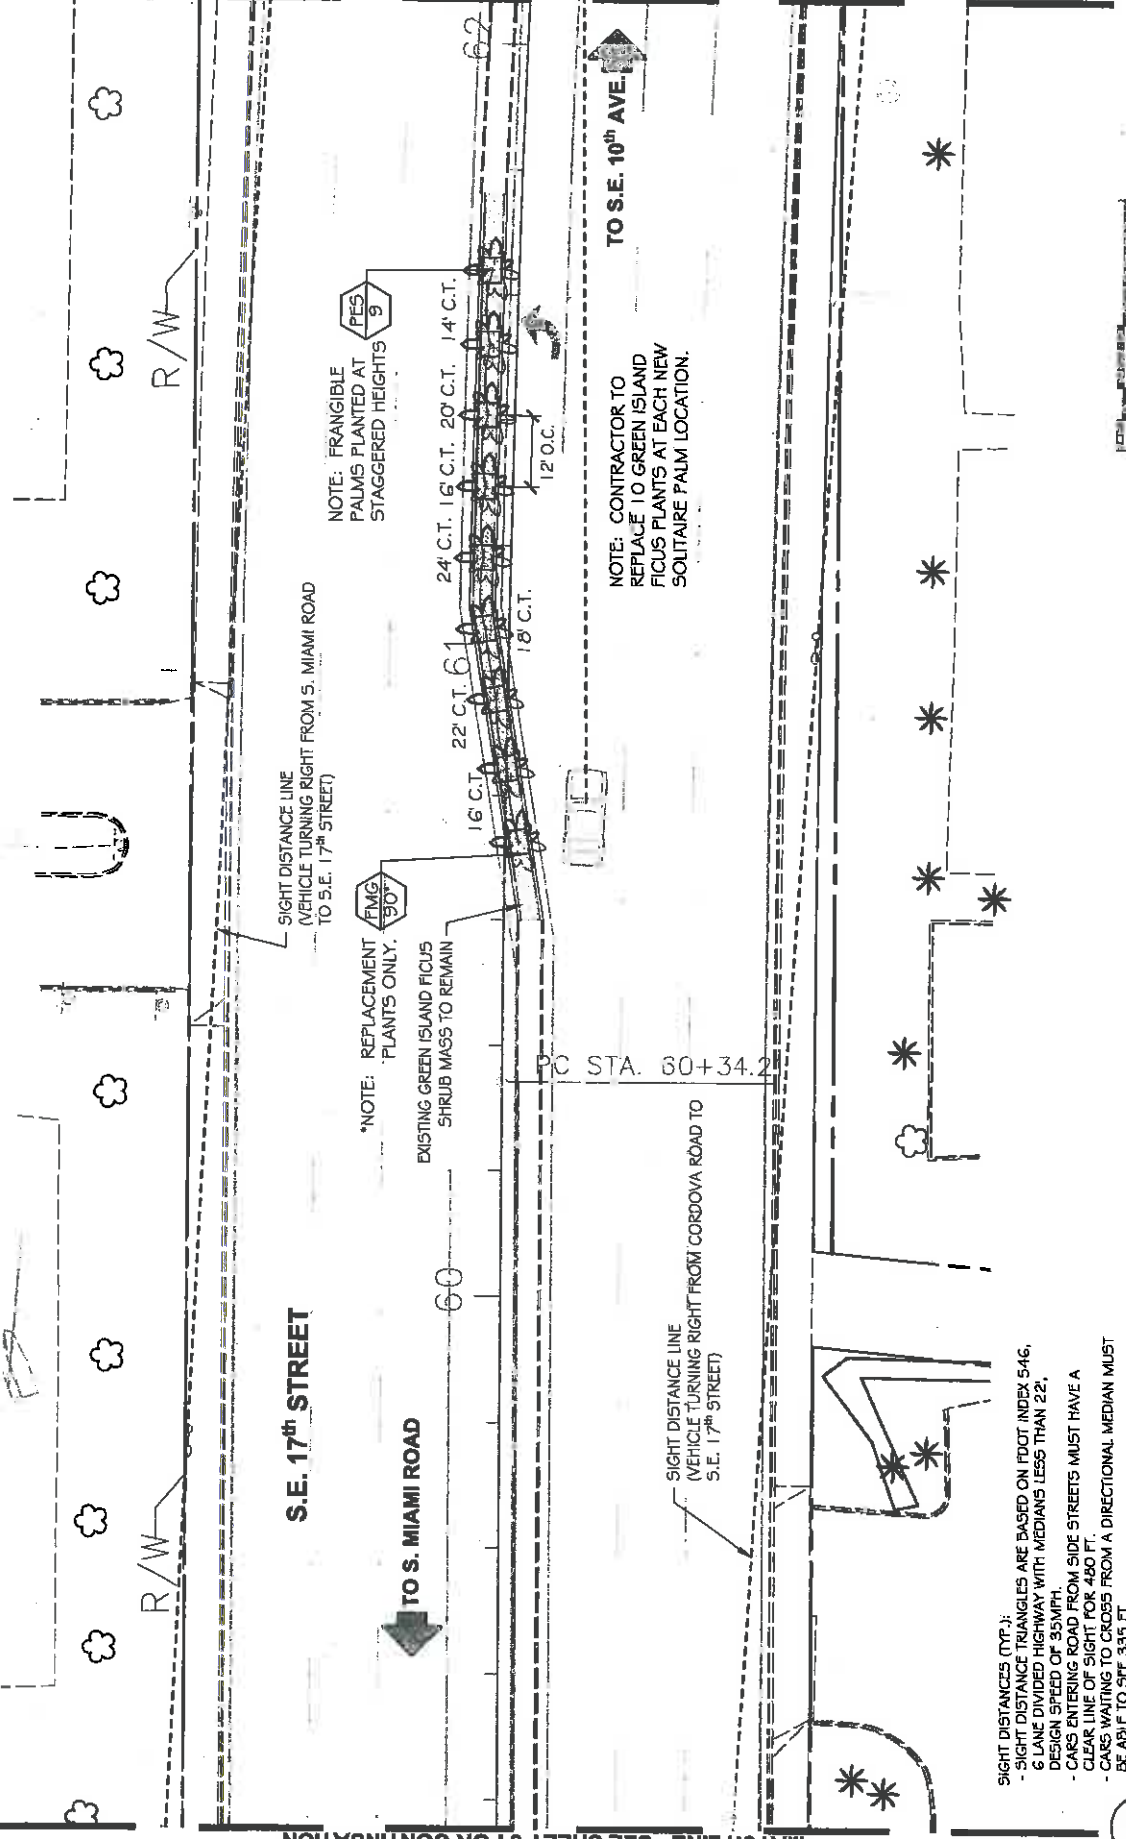 R/W
R/W
NOTE: FRANGIBLE
PALMS PLANTED AT
STAGGERED HEIGHTS
PES
9
62
16' C.T.
22' C.T.
61
24' C.T.
16' C.T.
20' C.T.
14' C.T.
18' C.T.
12' O.C.
TO S.E. 10th AVE.
NOTE: CONTRACTOR TO
REPLACE 10 GREEN ISLAND
FICUS PLANTS AT EACH NEW
SOLITAIRE PALM LOCATION.
SIGHT DISTANCE LINE
(VEHICLE TURNING RIGHT FROM S. MIAMI ROAD
TO S.E. 17th STREET)
FMG
90*
*NOTE: REPLACEMENT
PLANTS ONLY.
EXISTING GREEN ISLAND FICUS
SHRUB MASS TO REMAIN
PC STA. 60+34.2
60
S.E. 17th STREET
TO S. MIAMI ROAD
SIGHT DISTANCE LINE
(VEHICLE TURNING RIGHT FROM CORDOVA ROAD TO
S.E. 17th STREET)
SIGHT DISTANCES (TYP.):
- SIGHT DISTANCE TRIANGLES ARE BASED ON FDOT INDEX 546,
6 LANE DIVIDED HIGHWAY WITH MEDIANS LESS THAN 22',
DESIGN SPEED OF 35MPH.
- CARS ENTERING ROAD FROM SIDE STREETS MUST HAVE A
CLEAR LINE OF SIGHT FOR 480 FT.
- CARS WAITING TO CROSS FROM A DIRECTIONAL MEDIAN MUST
BE ABLE TO SEE 335 FT.